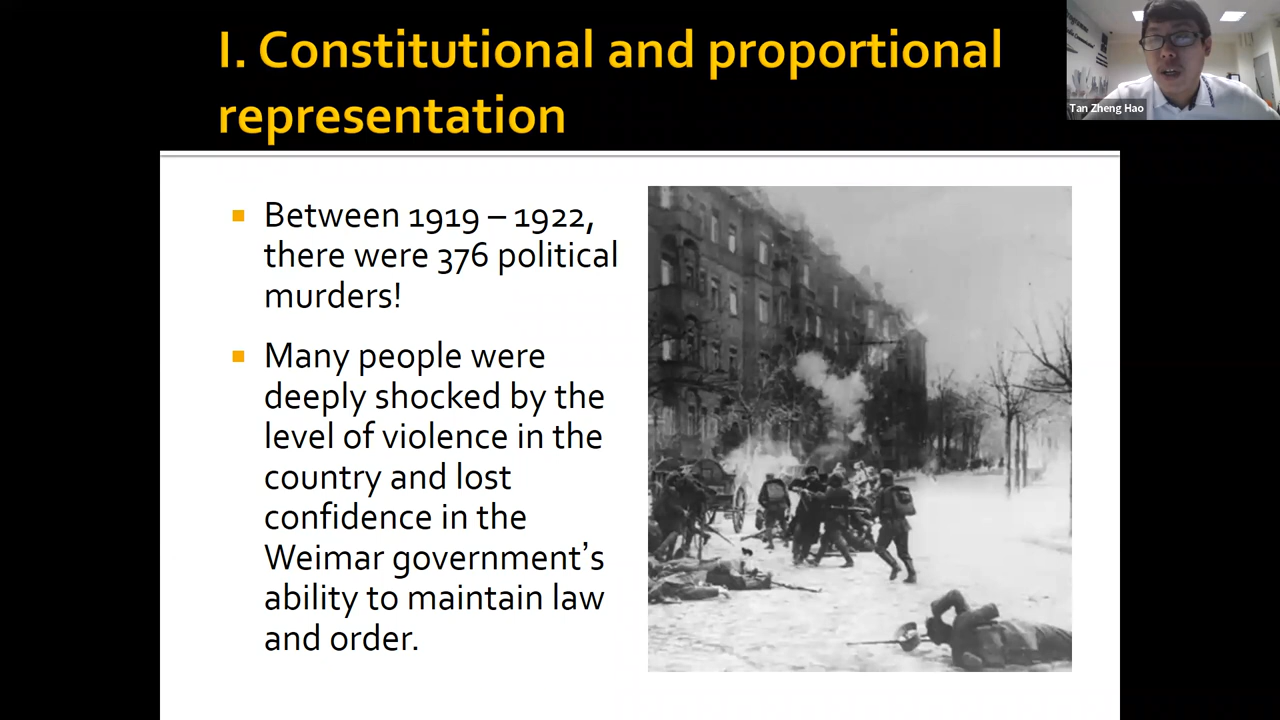 I. Constitutional and proportional
representation
Tan Zheng Hao
Between 1919 – 1922,
there were 376 political
murders!
Many people were
deeply shocked by the
level of violence in the
country and lost
confidence in the
Weimar government’s
ability to maintain law
and order.